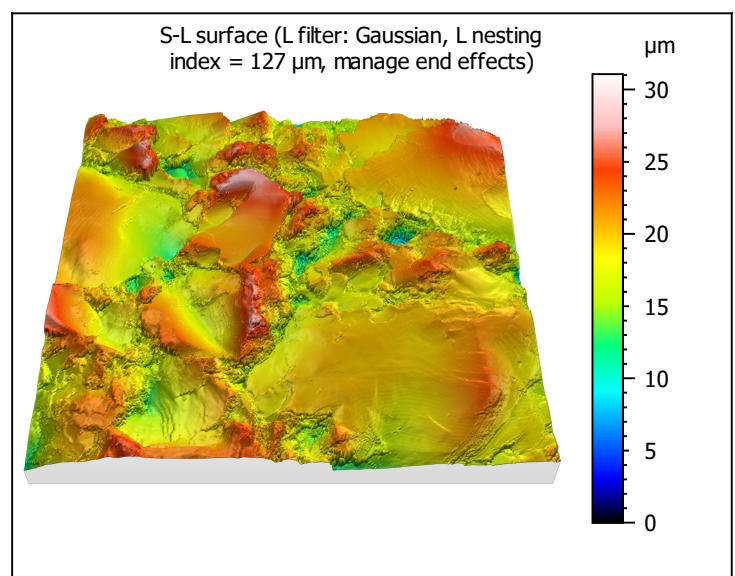 S-L surface (L filter: Gaussian, L nesting
index = 127 µm, manage end effects)
µm
30
25
20
15
10
5
0